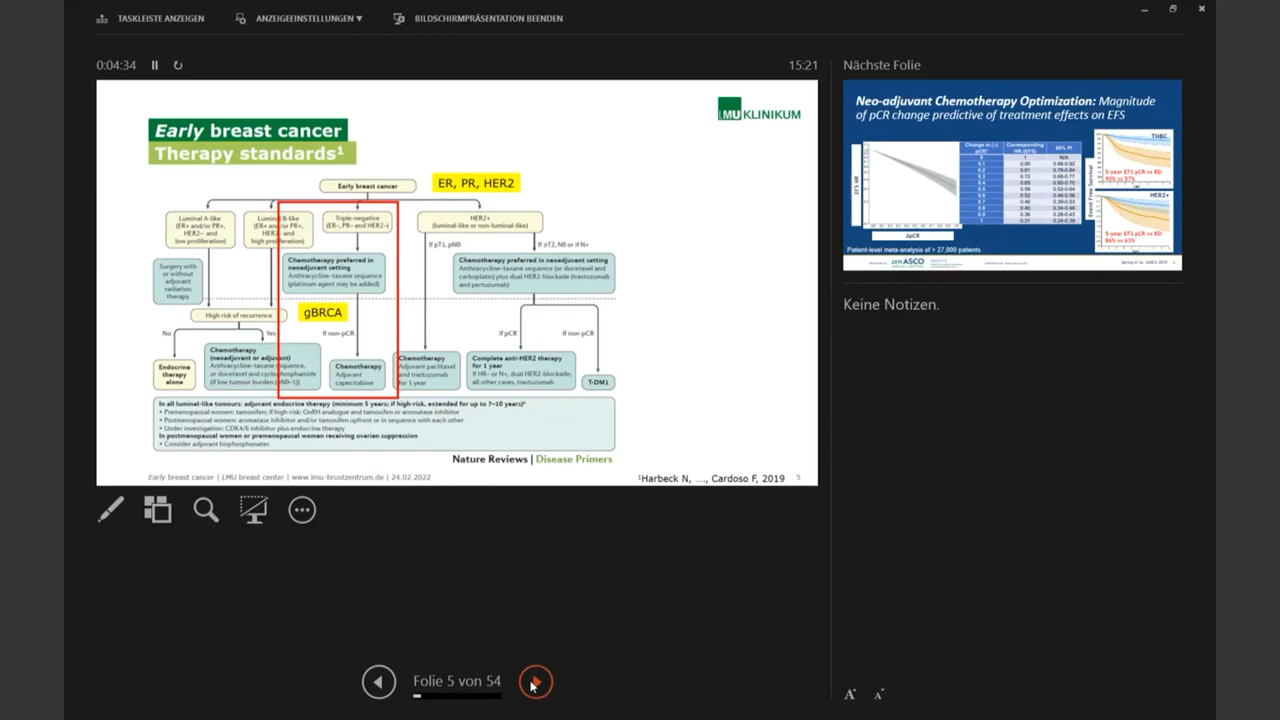 TASKLEISTE ANZEIGEN
ANZEIGEEINSTELLUNGEN ▼
BILDSCHIRMPRÄSENTATION BEENDEN
0:04:34
15:21
LMU KLINIKUM
Early breast cancer
Therapy standards¹
Early breast cancer
ER, PR, HER2
Luminal A-like
(ER+ and/or PR+,
HER2− and
low proliferation)
Luminal B-like
(ER+ and/or PR+,
HER2− and
high proliferation)
Triple-negative
(ER−, PR− and HER2−)
HER2+
(luminal-like or non-luminal-like)
If pT1, pN0
If ≥T2, N0 or if N+
Surgery with
or without
adjuvant
radiation
therapy
Chemotherapy preferred in
neoadjuvant setting
Anthracycline–taxane sequence
(platinum agent may be added)
Chemotherapy preferred in neoadjuvant setting
Anthracycline–taxane sequence (or docetaxel and
carboplatin) plus dual HER2-blockade (trastuzumab
and pertuzumab)
High risk of recurrence
gBRCA
No
Yes
If non-pCR
If pCR
If non-pCR
Endocrine
therapy
alone
Chemotherapy
(neoadjuvant or adjuvant)
Anthracycline–taxane sequence,
or docetaxel and cyclophosphamide
(if low tumour burden (pN0–1))
Chemotherapy
Adjuvant
capecitabine
Chemotherapy
Adjuvant paclitaxel
and trastuzumab
for 1 year
Complete anti-HER2 therapy
for 1 year
If HR− or N+, dual HER2-blockade;
all other cases, trastuzumab
T-DM1
In all luminal-like tumours: adjuvant endocrine therapy (minimum 5 years; if high-risk, extended for up to 7–10 years)*
• Premenopausal women: tamoxifen; if high-risk: GnRH analogue and tamoxifen or aromatase inhibitor
• Postmenopausal women: aromatase inhibitor and/or tamoxifen upfront or in sequence with each other
• Under investigation: CDK4/6 inhibitor plus endocrine therapy
In postmenopausal women or premenopausal women receiving ovarian suppression
• Consider adjuvant bisphosphonates
Nature Reviews | Disease Primers
Early breast cancer | LMU breast center | www.lmu-brustzentrum.de | 24.02.2022
¹Harbeck N, …., Cardoso F, 2019
5
Folie 5 von 54
Nächste Folie
Neo-adjuvant Chemotherapy Optimization: Magnitude
of pCR change predictive of treatment effects on EFS
EFS HR
ΔpCR
Change in (Δ) pCR*
Corresponding HR (EFS)
95% PI
0 1 N/A
Event Free Survival
TNBC
5-year EFS pCR vs RD:
90% vs 57%
HER2+
5-year EFS pCR vs RD:
86% vs 63%
Patient-level meta-analysis of > 27,000 patients
2019 ASCO
Spring et al, SABCS 2018
Keine Notizen.